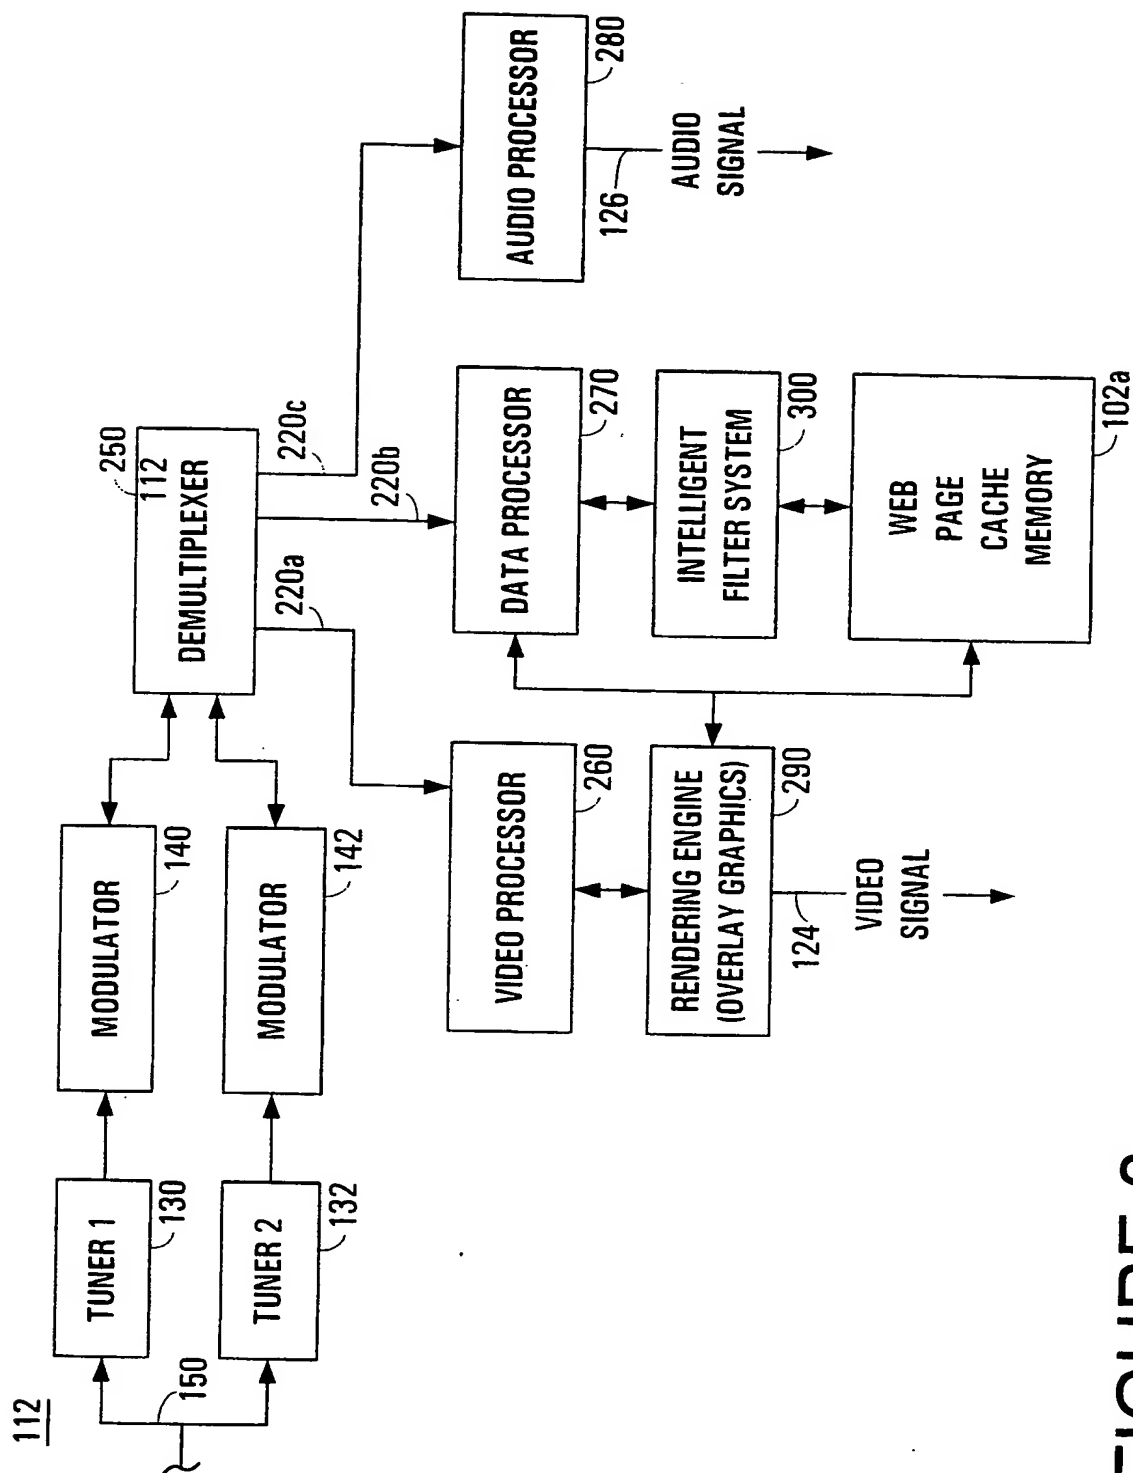 112
150
TUNER 1
130
TUNER 2
132
MODULATOR
140
MODULATOR
142
250
112
DEMULTIPLEXER
220a
220b
220c
VIDEO PROCESSOR
260
RENDERING ENGINE
(OVERLAY GRAPHICS)
290
124
VIDEO
SIGNAL
DATA PROCESSOR
270
INTELLIGENT
FILTER SYSTEM
300
WEB
PAGE
CACHE
MEMORY
102a
AUDIO PROCESSOR
280
126
AUDIO
SIGNAL
FIGURE